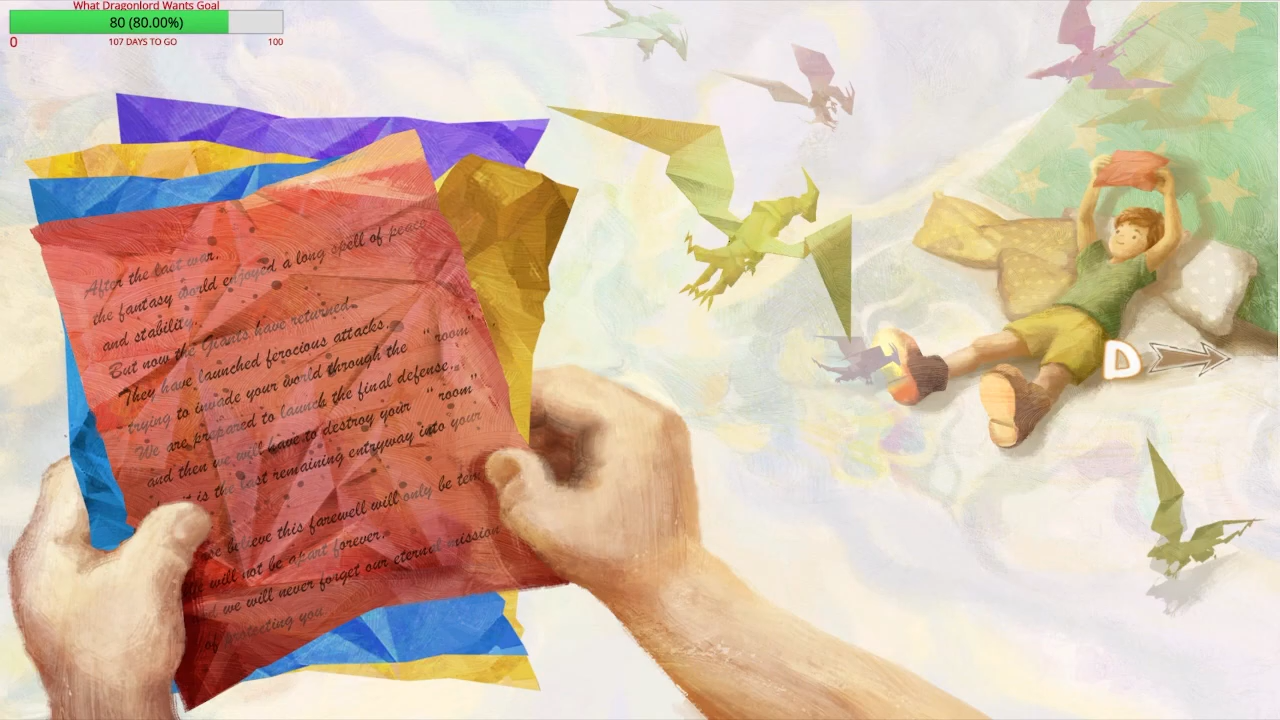 What Dragonlord Wants Goal
80 (80.00%)
0
107 DAYS TO GO
100
After the last war.
the fantasy world enjoyed a long spell of peace
and stability.
But now the Giants have returned.
They have launched ferocious attacks.
trying to invade your world through the "room".
We are prepared to launch the final defense.
and then we will have to destroy your "room"
it is the last remaining entryway into your
believe this farewell will only be
will not be apart forever.
we will never forget our eternal mission
of protecting you
D